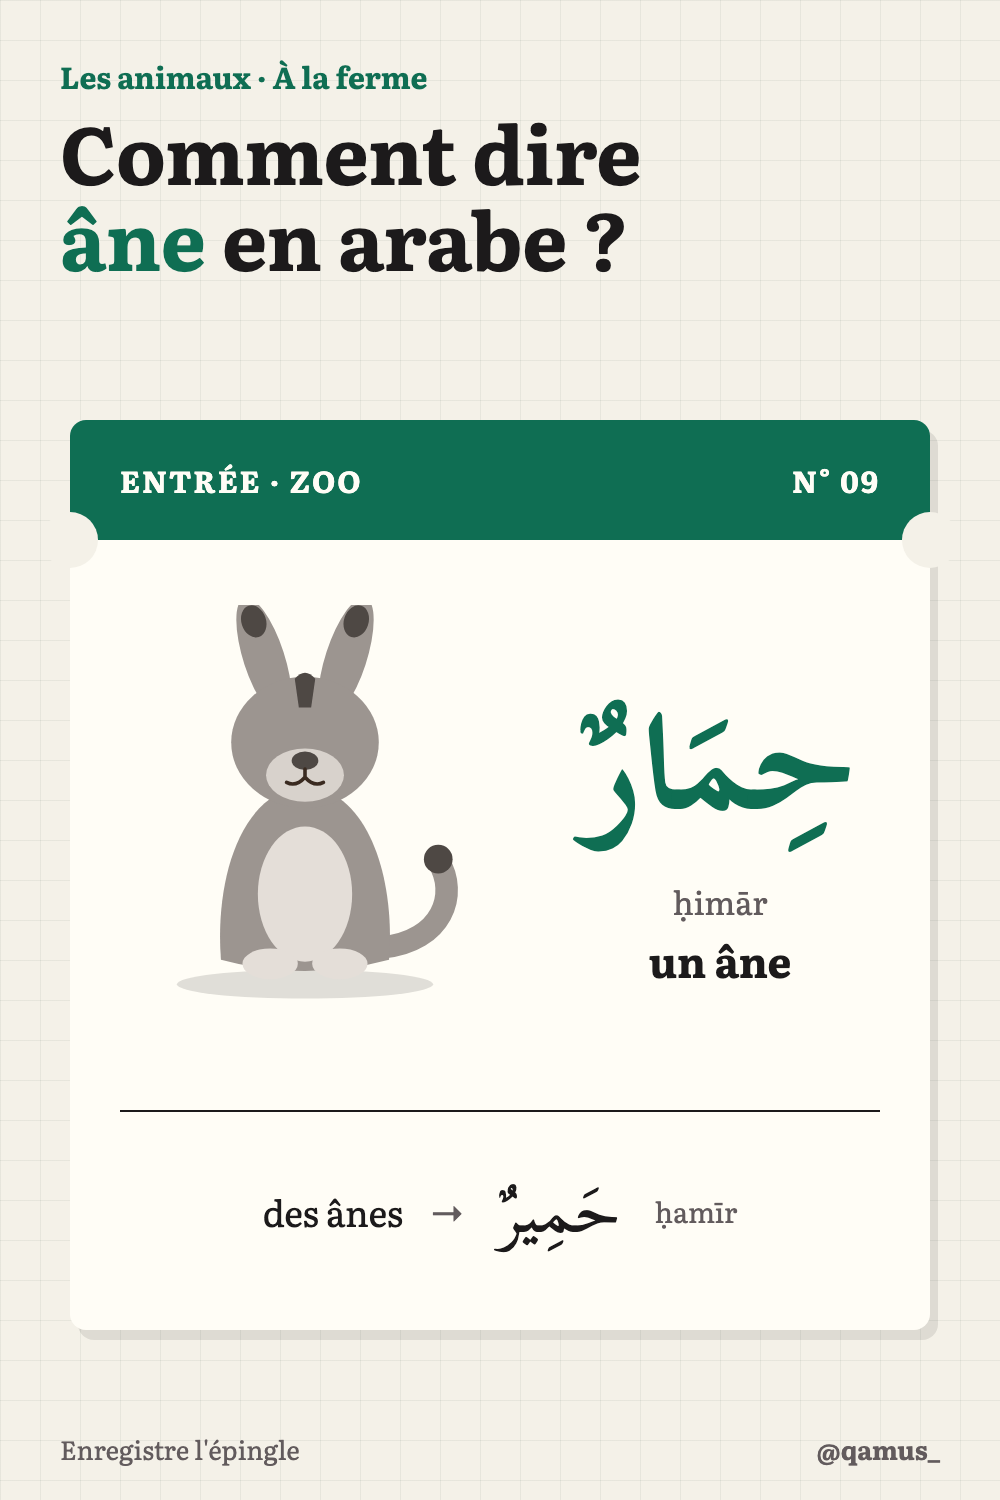 Les animaux · À la ferme
Comment dire
âne en arabe ?
ENTRÉE · ZOO
N° 09
حِمَارٌ
ḥimār
un âne
des ânes → حَمِيرٌ ḥamīr
Enregistre l'épingle
@qamus_